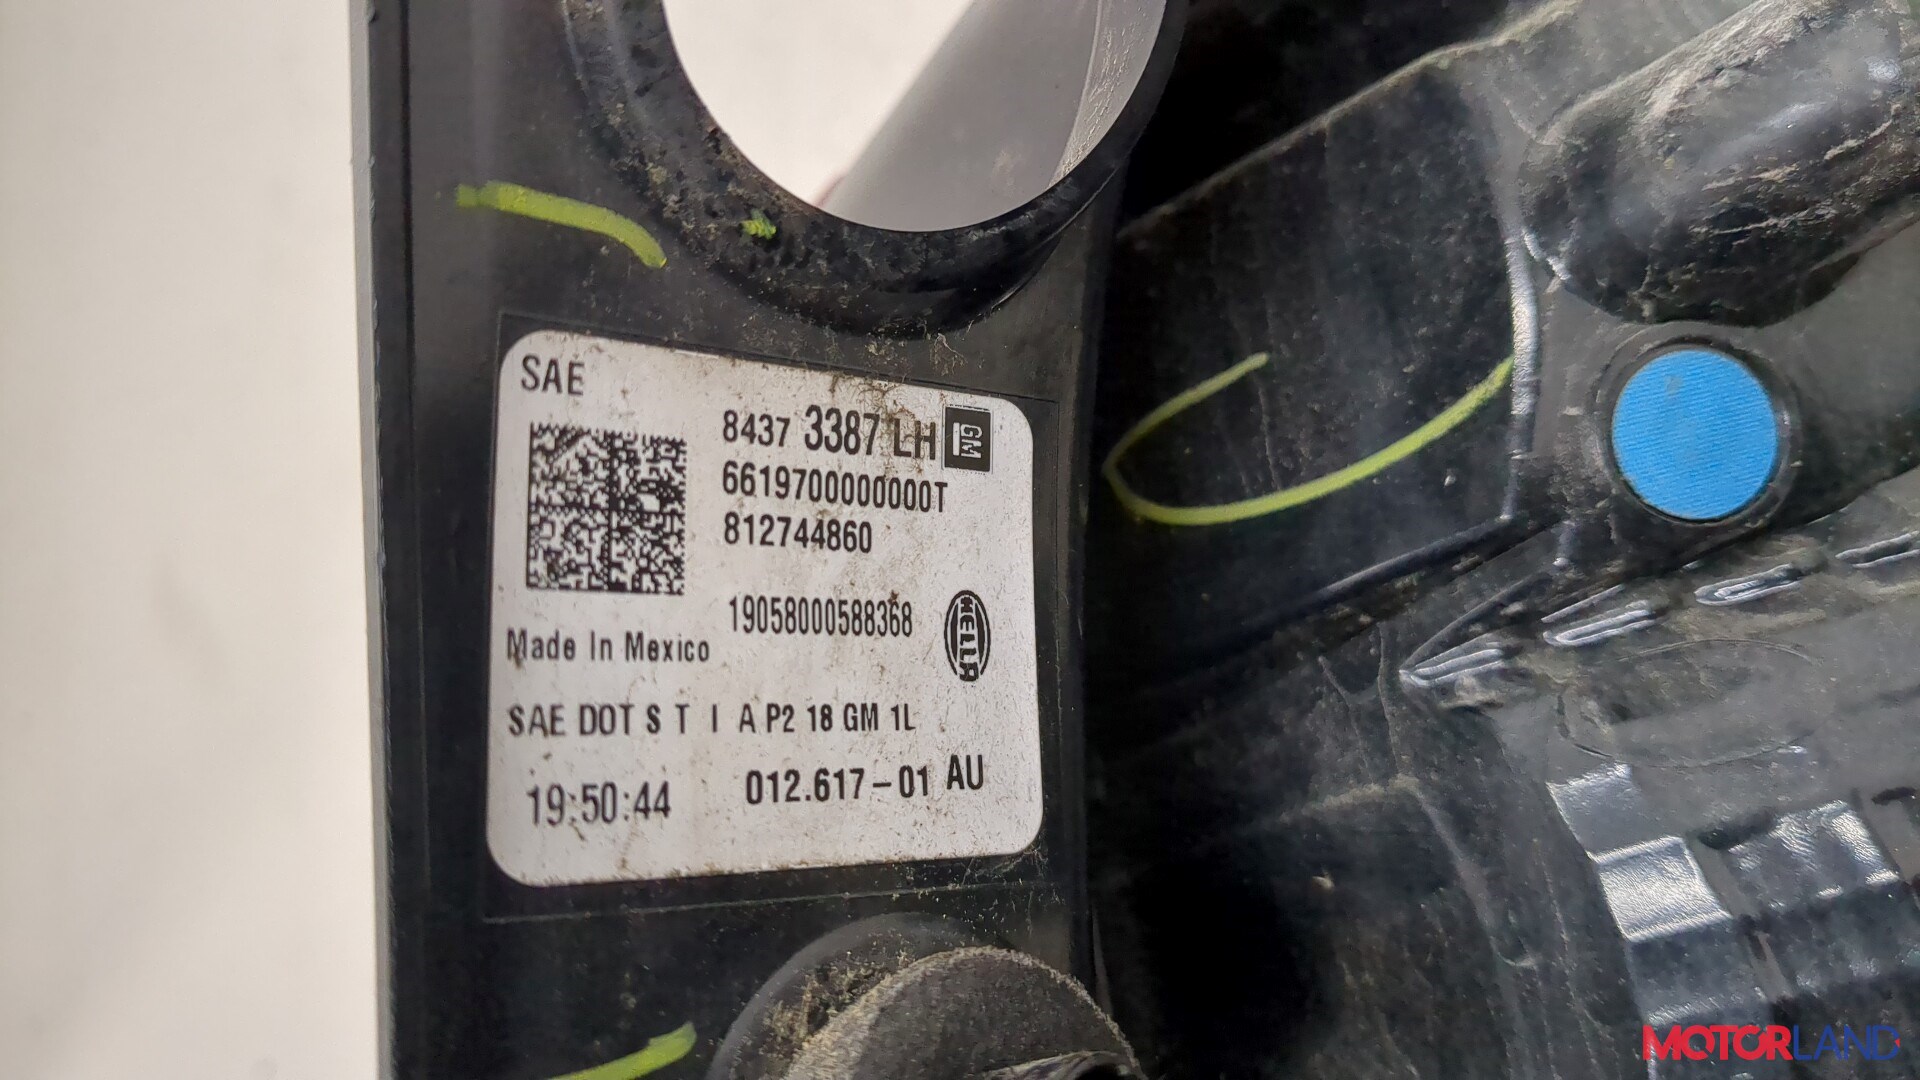 SAE
8437 3387 LH GM
6619700000000T
812744860
19058000588368
HELLA
Made In Mexico
SAE DOT S T I A P2 18 GM 1L
19:50:44 012.617-01 AU
MOTORLAND